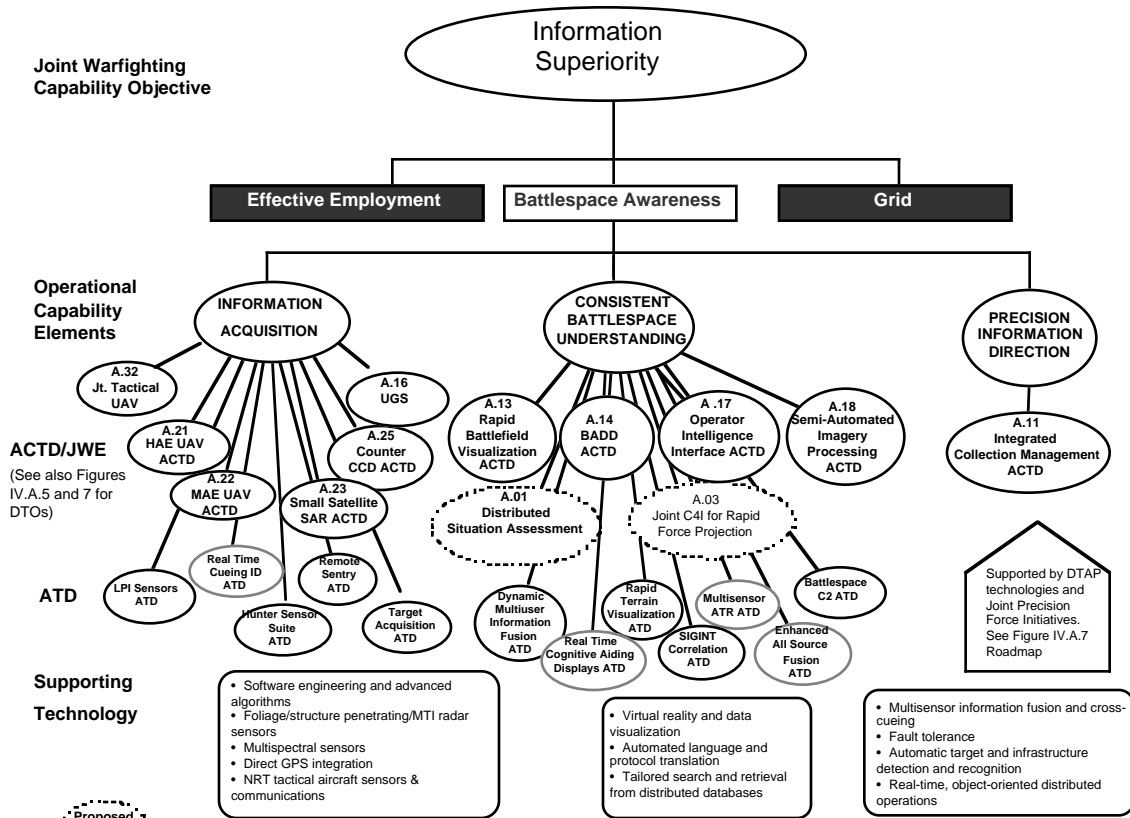 Information
Superiority
Joint Warfighting
Capability Objective
Effective Employment
Battlespace Awareness
Grid
Operational
Capability
Elements
INFORMATION
ACQUISITION
CONSISTENT
BATTLESPACE
UNDERSTANDING
PRECISION
INFORMATION
DIRECTION
A.32
Jt. Tactical
UAV
A.16
UGS
A.13
Rapid
Battlefield
Visualization
ACTD
A.14
BADD
ACTD
A .17
Operator
Intelligence
Interface ACTD
A.18
Semi-Automated
Imagery
Processing
ACTD
A.11
Integrated
Collection Management
ACTD
ACTD/JWE
(See also Figures
IV.A.5 and 7 for
DTOs)
A.21
HAE UAV
ACTD
A.25
Counter
CCD ACTD
A.22
MAE UAV
ACTD
A.23
Small Satellite
SAR ACTD
A.01
Distributed
Situation Assessment
A.03
Joint C4I for Rapid
Force Projection
ATD
LPI Sensors
ATD
Real Time
Cueing ID
ATD
Hunter Sensor
Suite
ATD
Remote
Sentry
ATD
Target
Acquisition
ATD
Dynamic
Multiuser
Information
Fusion
ATD
Real Time
Cognitive Aiding
Displays ATD
Rapid
Terrain
Visualization
ATD
SIGINT
Correlation
ATD
Multisensor
ATR ATD
Enhanced
All Source
Fusion
ATD
Battlespace
C2 ATD
Supported by DTAP
technologies and
Joint Precision
Force Initiatives.
See Figure IV.A.7
Roadmap
Supporting
Technology
• Software engineering and advanced
algorithms
• Foliage/structure penetrating/MTI radar
sensors
• Multispectral sensors
• Direct GPS integration
• NRT tactical aircraft sensors &
communications
• Virtual reality and data
visualization
• Automated language and
protocol translation
• Tailored search and retrieval
from distributed databases
• Multisensor information fusion and cross-
cueing
• Fault tolerance
• Automatic target and infrastructure
detection and recognition
• Real-time, object-oriented distributed
operations
Proposed